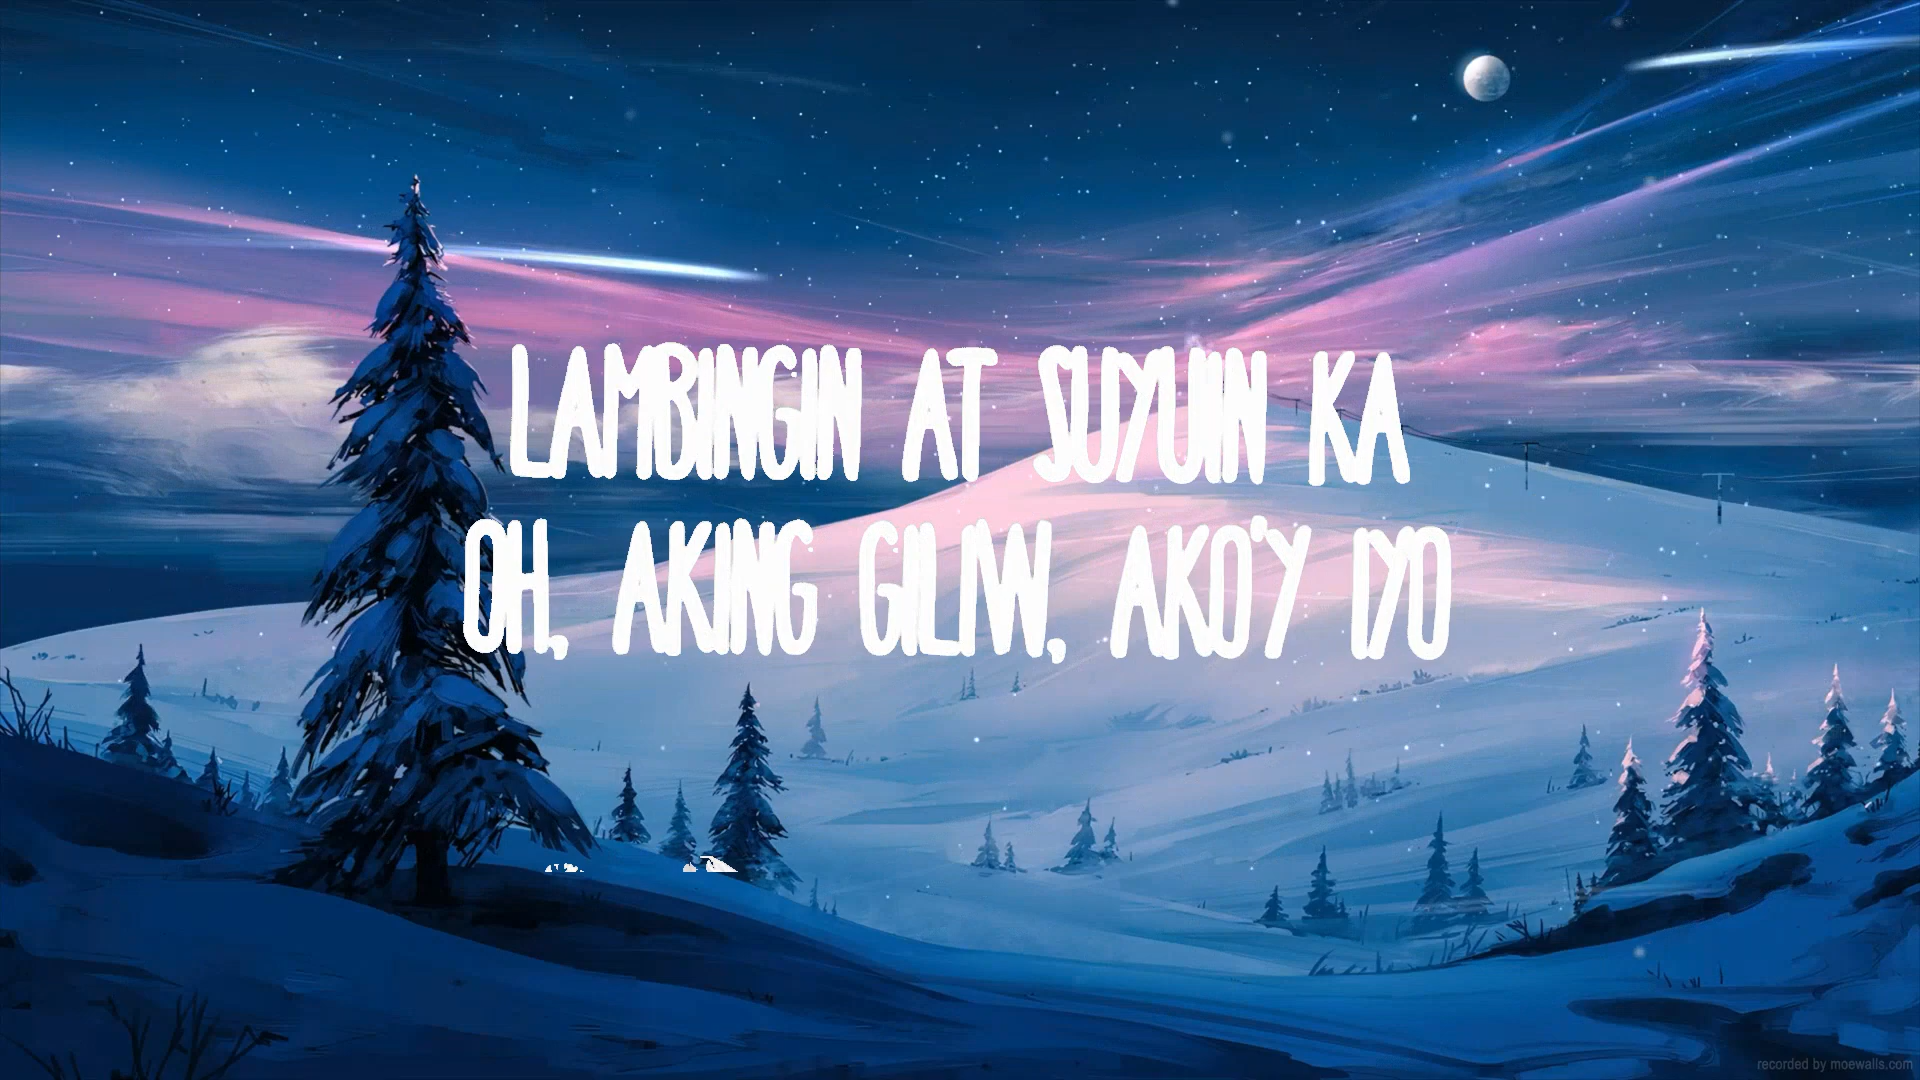 LAMBINGIN AT SUYUIN KA
OH, AKING GILIW, AKO'Y IYO
recorded by moewalls.com